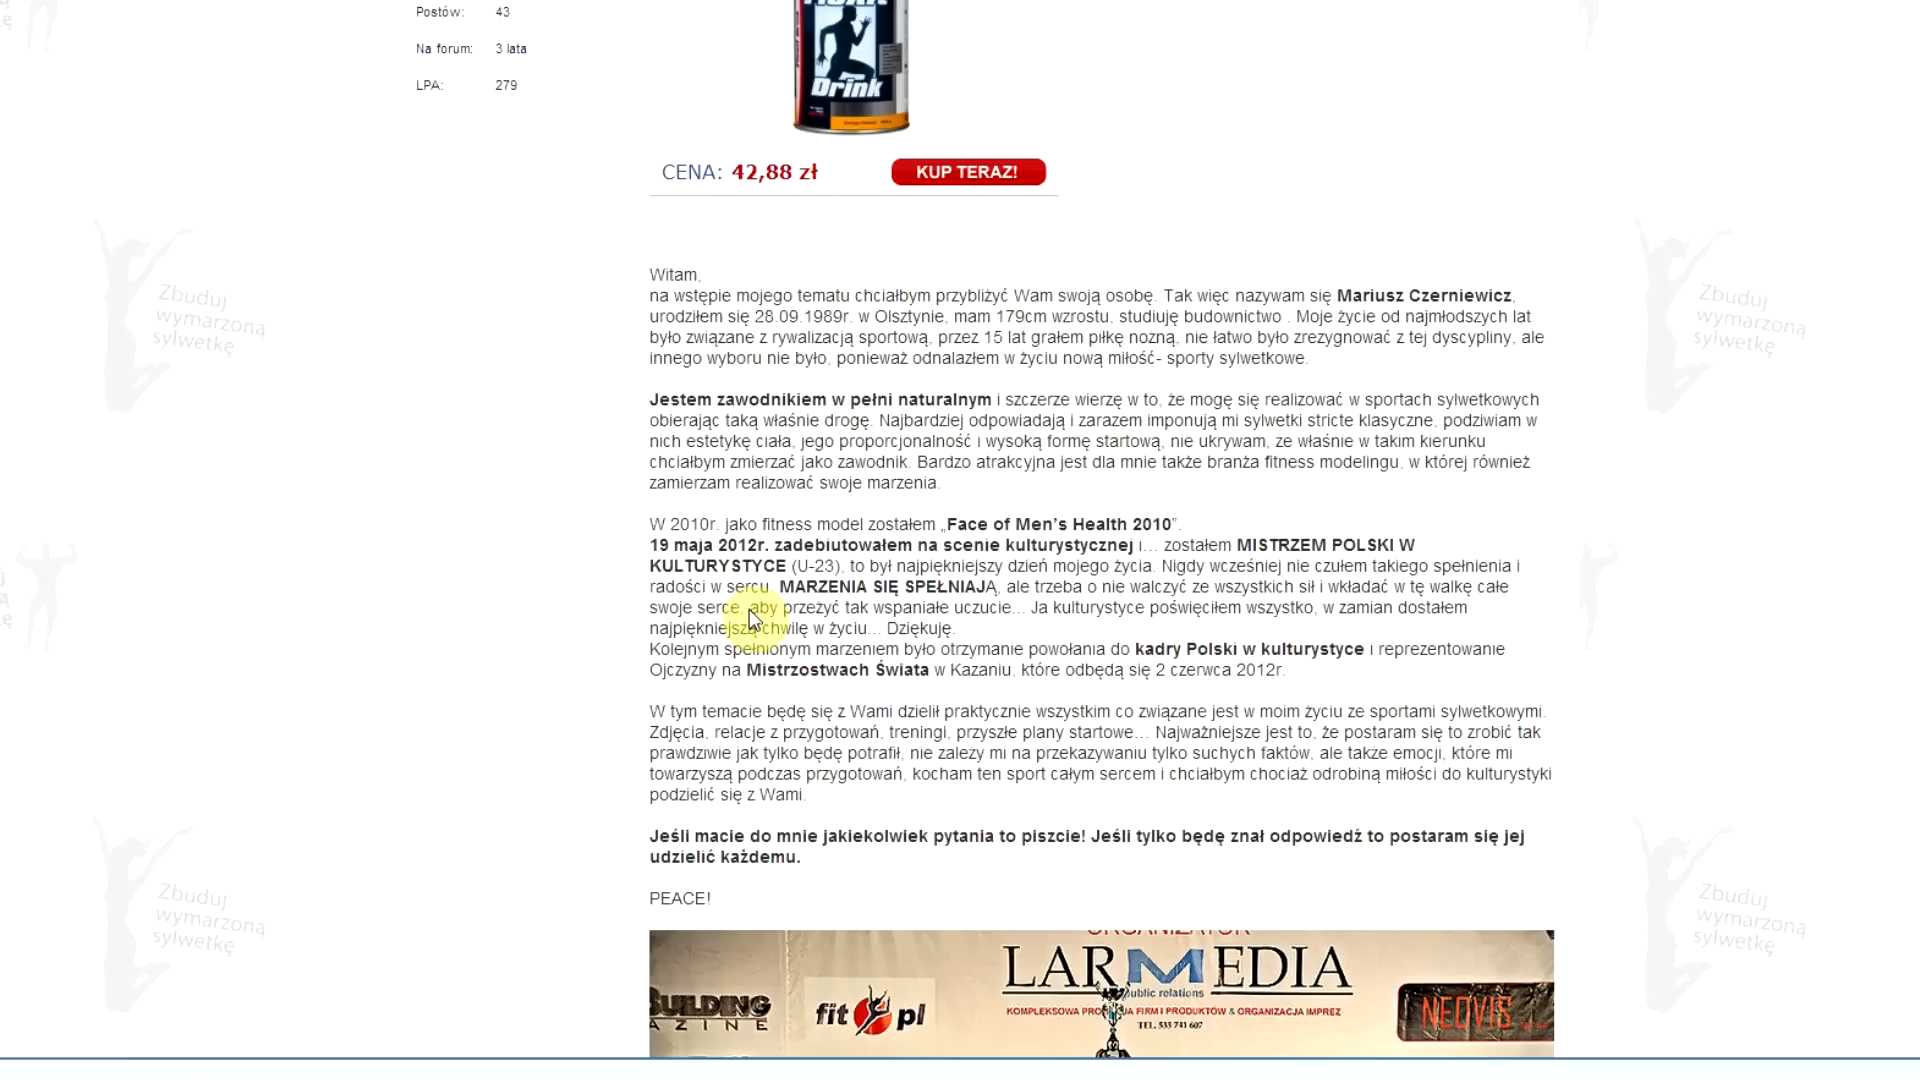 Postów: 43
Na forum: 3 lata
LPA: 279
Drink
CENA: 42,88 zł
KUP TERAZ!
Witam,
na wstępie mojego tematu chciałbym przybliżyć Wam swoją osobę. Tak więc nazywam się Mariusz Czerniewicz,
urodziłem się 28.09.1989r. w Olsztynie, mam 179cm wzrostu, studiuję budownictwo . Moje życie od najmłodszych lat
było związane z rywalizacją sportową, przez 15 lat grałem piłkę nożną, nie łatwo było zrezygnować z tej dyscypliny, ale
innego wyboru nie było, ponieważ odnalazłem w życiu nową miłość- sporty sylwetkowe.
Jestem zawodnikiem w pełni naturalnym i szczerze wierzę w to, że mogę się realizować w sportach sylwetkowych
obierając taką właśnie drogę. Najbardziej odpowiadają i zarazem imponują mi sylwetki stricte klasyczne, podziwiam w
nich estetykę ciała, jego proporcjonalność i wysoką formę startową, nie ukrywam, ze właśnie w takim kierunku
chciałbym zmierzać jako zawodnik. Bardzo atrakcyjna jest dla mnie także branża fitness modelingu, w której również
zamierzam realizować swoje marzenia.
W 2010r. jako fitness model zostałem „Face of Men's Health 2010”.
19 maja 2012r. zadebiutowałem na scenie kulturystycznej i... zostałem MISTRZEM POLSKI W
KULTURYSTYCE (U-23), to był najpiękniejszy dzień mojego życia. Nigdy wcześniej nie czułem takiego spełnienia i
radości w sercu. MARZENIA SIĘ SPEŁNIAJĄ, ale trzeba o nie walczyć ze wszystkich sił i wkładać w tę walkę całe
swoje serce, aby przeżyć tak wspaniałe uczucie... Ja kulturystyce poświęciłem wszystko, w zamian dostałem
najpiękniejszą chwilę w życiu... Dziękuję.
Kolejnym spełnionym marzeniem było otrzymanie powołania do kadry Polski w kulturystyce i reprezentowanie
Ojczyzny na Mistrzostwach Świata w Kazaniu, które odbędą się 2 czerwca 2012r.
W tym temacie będę się z Wami dzielił praktycznie wszystkim co związane jest w moim życiu ze sportami sylwetkowymi.
Zdjęcia, relacje z przygotowań, treningi, przyszłe plany startowe... Najważniejsze jest to, że postaram się to zrobić tak
prawdziwie jak tylko będę potrafił, nie zależy mi na przekazywaniu tylko suchych faktów, ale także emocji, które mi
towarzyszą podczas przygotowań, kocham ten sport całym sercem i chciałbym chociaż odrobiną miłości do kulturystyki
podzielić się z Wami.
Jeśli macie do mnie jakiekolwiek pytania to piszcie! Jeśli tylko będę znał odpowiedź to postaram się jej
udzielić każdemu.
PEACE!
ORGANIZATOR
LARMEDIA
public relations
KOMPLEKSOWA FIRM I PRODUKTÓW & ORGANIZACJA IMPREZ
TEL. 535 741 607
fit pl
NEOVIS
Zbuduj
wymarzoną
sylwetkę
Zbuduj
wymarzoną
sylwetkę
Zbuduj
wymarzoną
sylwetkę
Zbuduj
wymarzoną
sylwetkę